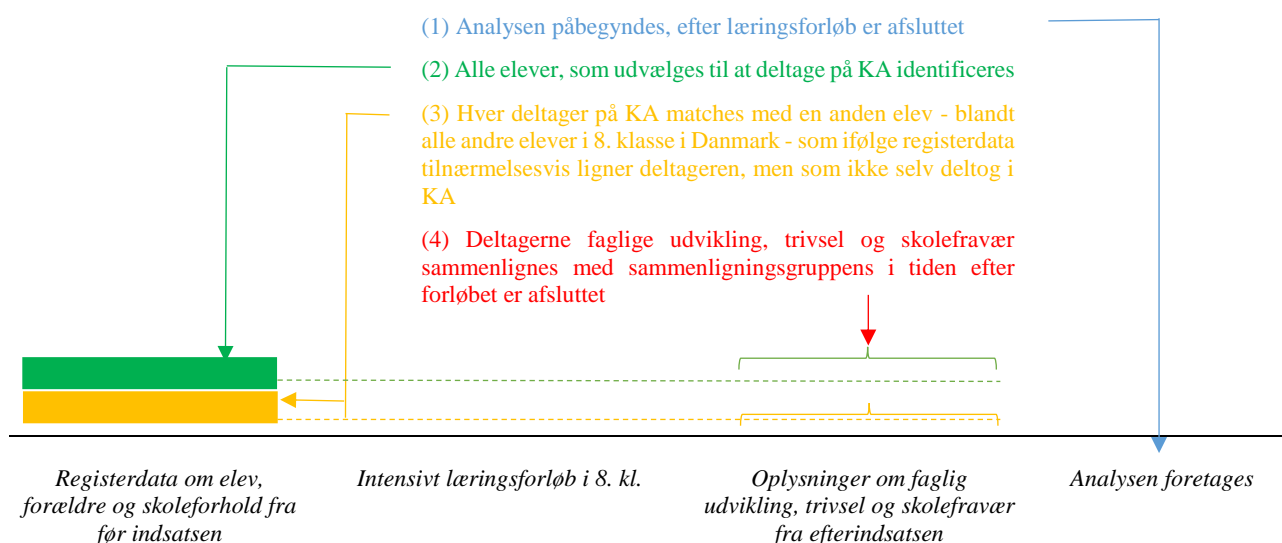 (1) Analysen påbegyndes, efter læringsforløb er afsluttet
(2) Alle elever, som udvælges til at deltage på KA identificeres
(3) Hver deltager på KA matches med en anden elev - blandt
alle andre elever i 8. klasse i Danmark - som ifølge registerdata
tilnærmelsesvis ligner deltageren, men som ikke selv deltog i
KA
(4) Deltagerne faglige udvikling, trivsel og skolefravær
sammenlignes med sammenligningsgruppens i tiden efter
forløbet er afsluttet
Registerdata om elev,
forældre og skoleforhold fra
før indsatsen
Intensivt læringsforløb i 8. kl.
Oplysninger om faglig
udvikling, trivsel og skolefravær
fra efterindsatsen
Analysen foretages